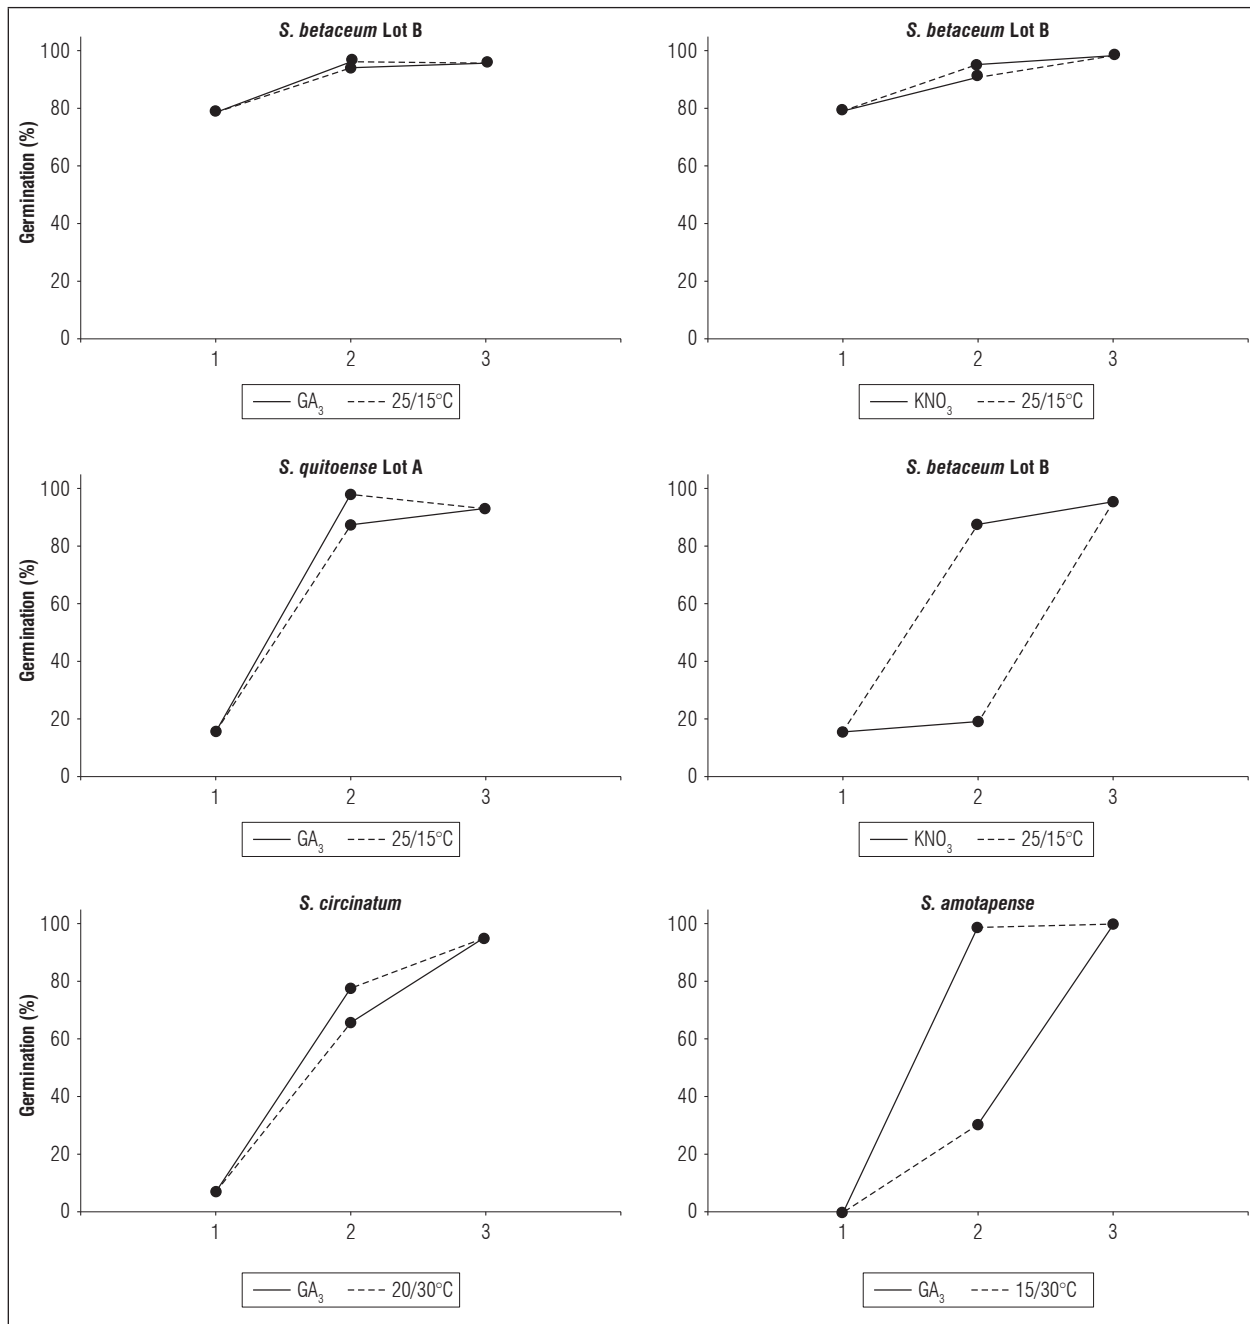 S. betaceum Lot B
100
80
60
40
20
0
Germination (%)
1 2 3
GA₃ 25/15°C
S. betaceum Lot B
100
80
60
40
20
0
1 2 3
KNO₃ 25/15°C
S. quitoense Lot A
100
80
60
40
20
0
Germination (%)
1 2 3
GA₃ 25/15°C
S. betaceum Lot B
100
80
60
40
20
0
1 2 3
KNO₃ 25/15°C
S. circinatum
100
80
60
40
20
0
Germination (%)
1 2 3
GA₃ 20/30°C
S. amotapense
100
80
60
40
20
0
1 2 3
GA₃ 15/30°C